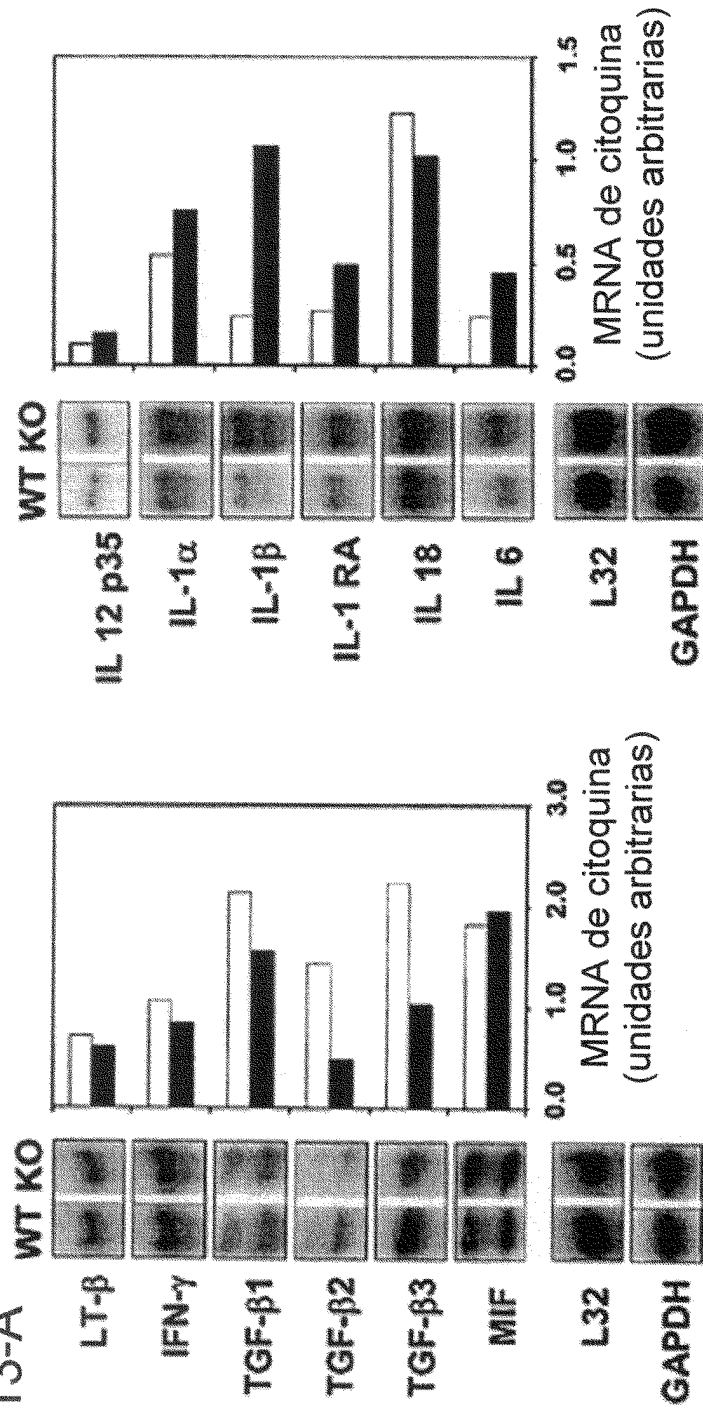 13-A
WT KO
LT-β
IFN-γ
TGF-β1
TGF-β2
TGF-β3
MIF
L32
GAPDH
0.0 1.0 2.0 3.0
MRNA de citoquina
(unidades arbitrarias)
WT KO
IL 12 p35
IL-1α
IL-1β
IL-1 RA
IL 18
IL 6
L32
GAPDH
0.0 0.5 1.0 1.5
MRNA de citoquina
(unidades arbitrarias)